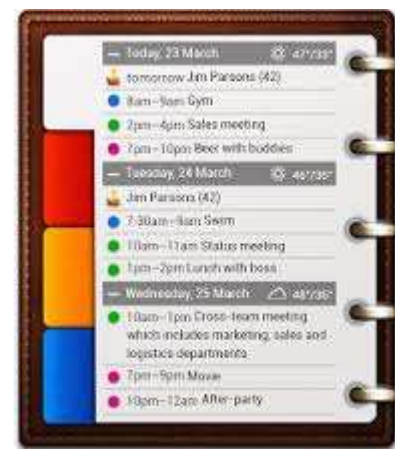 — Today, 23 March 47°/33°
tomorrow Jim Parsons (42)
8am–9am Gym
2pm–4pm Sales meeting
7pm–10pm Beer with buddies
— Tuesday, 24 March 46°/35°
Jim Parsons (42)
7:30am–9am Swim
10am–11am Status meeting
1pm–2pm Lunch with boss
— Wednesday, 25 March 48°/36°
10am–1pm Cross-team meeting
which includes marketing, sales and
logistics departments
7pm–9pm Movie
10pm–12am After-party